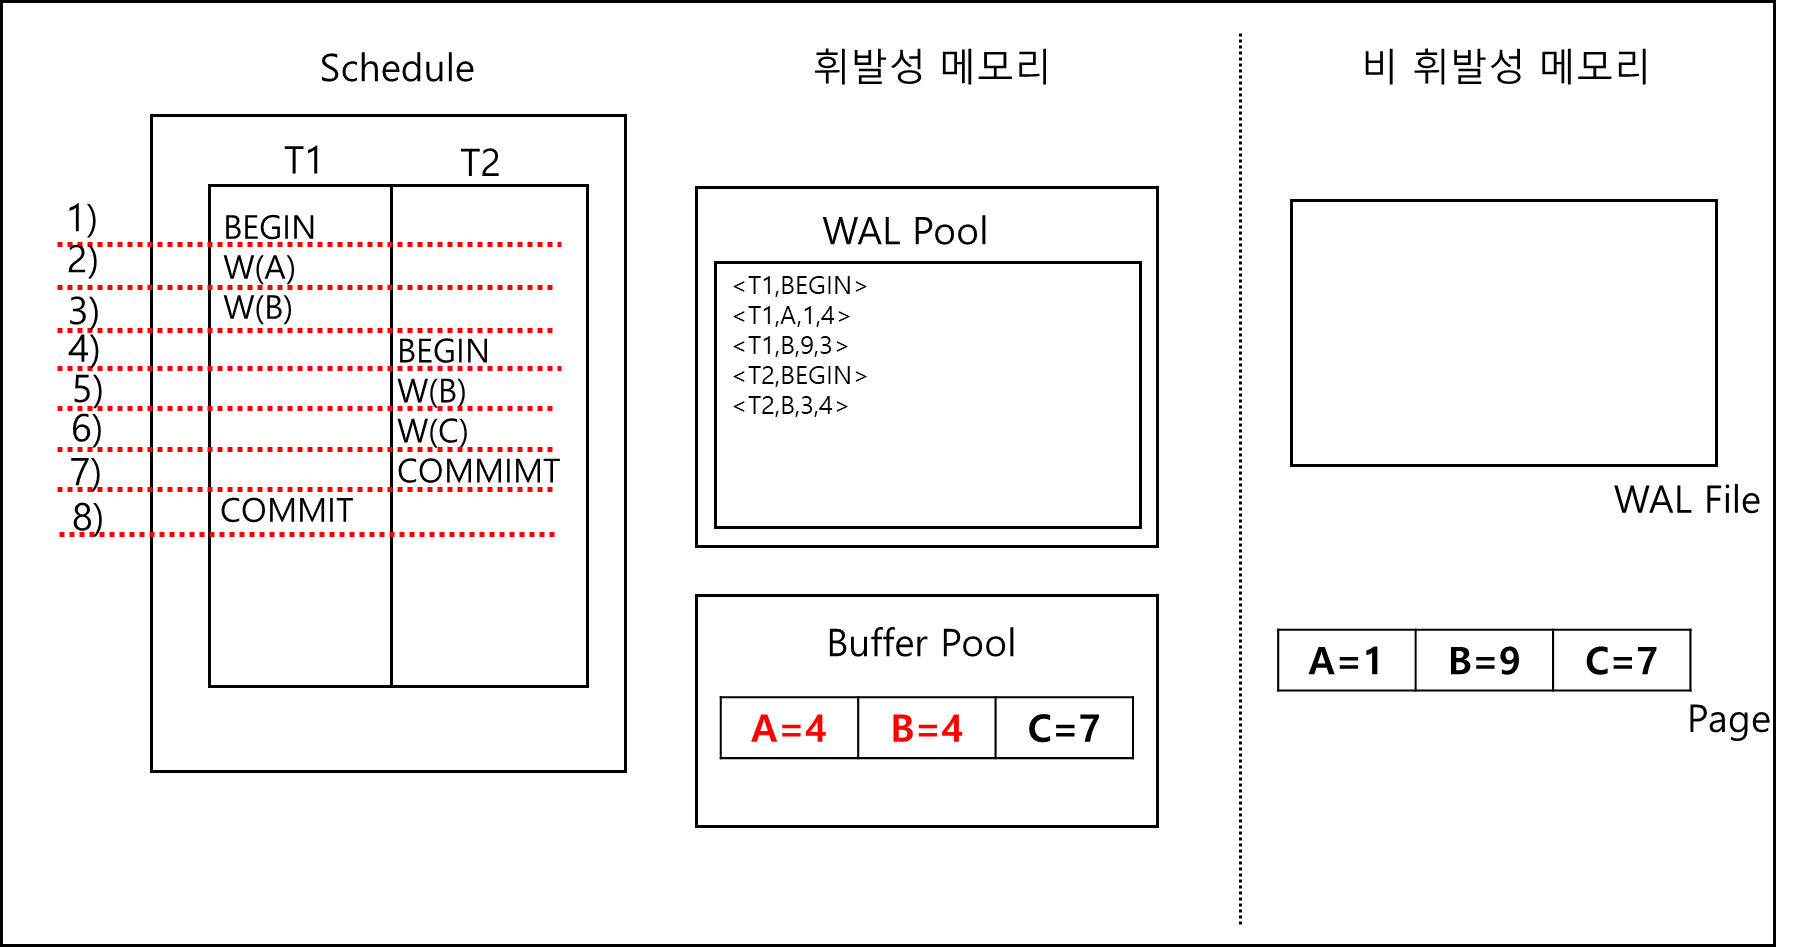 Schedule
휘발성 메모리
비 휘발성 메모리
T1
T2
1)
BEGIN
2)
W(A)
3)
W(B)
4)
BEGIN
5)
W(B)
6)
W(C)
7)
COMMIMT
8)
COMMIT
WAL Pool
<T1,BEGIN>
<T1,A,1,4>
<T1,B,9,3>
<T2,BEGIN>
<T2,B,3,4>
WAL File
Buffer Pool
A=4 B=4 C=7
A=1 B=9 C=7
Page